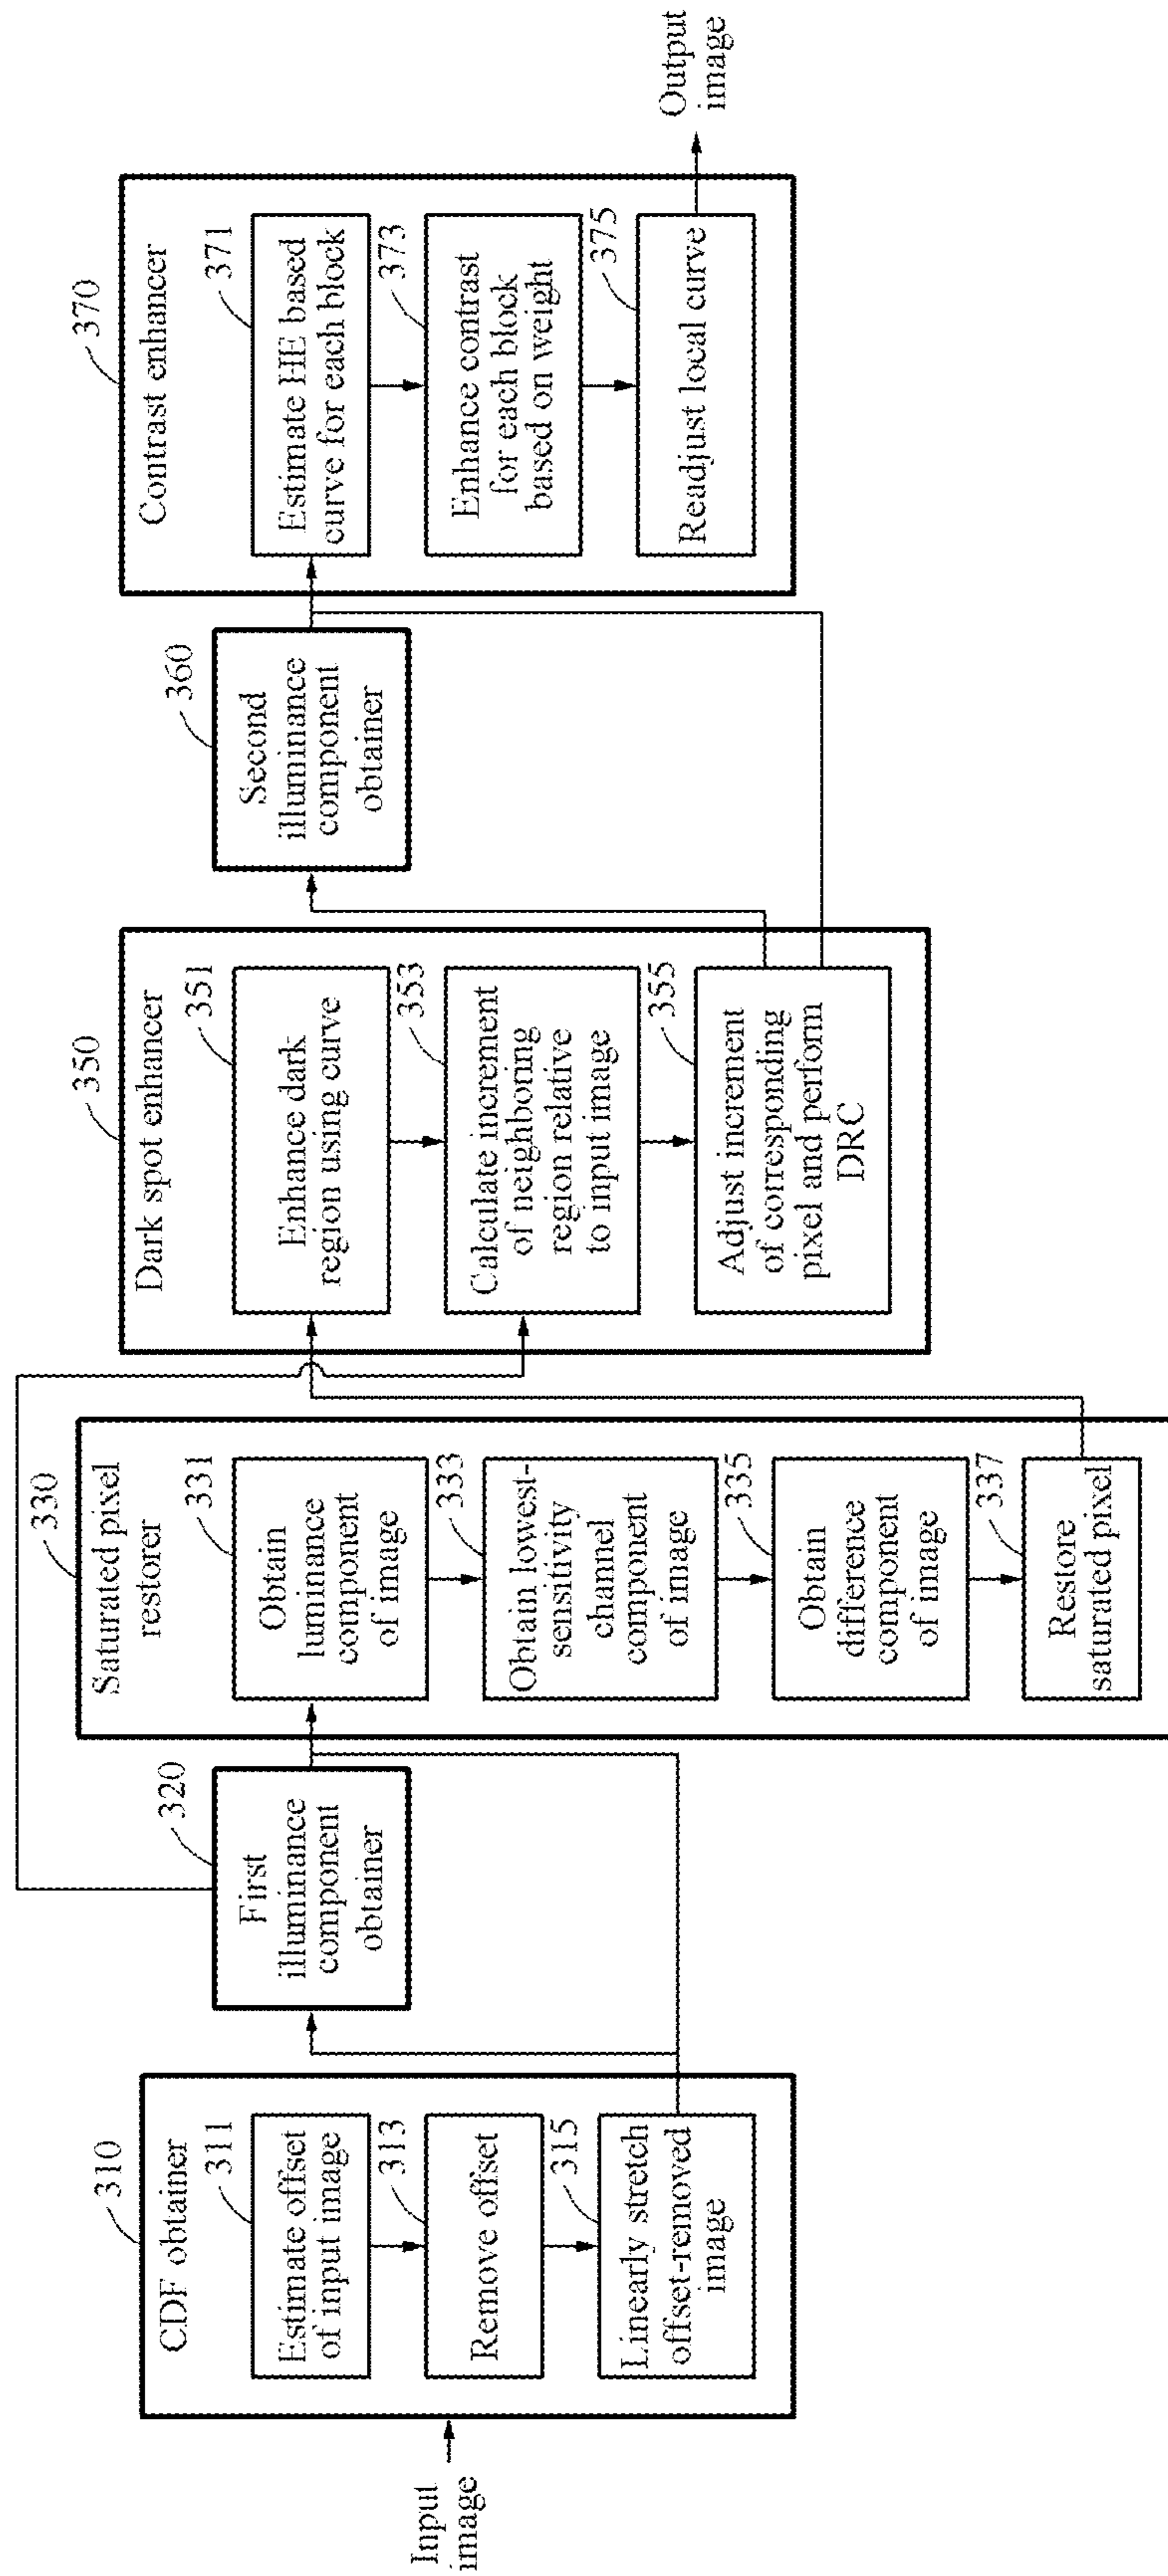 Input
image
310
CDF obtainer
311
Estimate offset
of input image
313
Remove offset
315
Linearly stretch
offset-removed
image
320
First
illuminance
component
obtainer
330
Saturated pixel
restorer
331
Obtain
luminance
component
of image
333
Obtain lowest-
sensitivity
channel
component
of image
335
Obtain
difference
component
of image
337
Restore
saturated pixel
350
Dark spot enhancer
351
Enhance dark
region using curve
353
Calculate increment
of neighboring
region relative
to input image
355
Adjust increment
of corresponding
pixel and perform
DRC
360
Second
illuminance
component
obtainer
370
Contrast enhancer
371
Estimate HE based
curve for each block
373
Enhance contrast
for each block
based on weight
375
Readjust local curve
Output
image